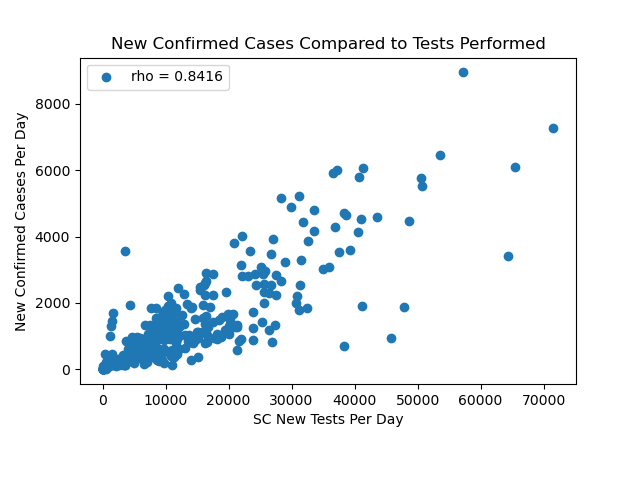 New Confirmed Cases Compared to Tests Performed
rho = 0.8416
New Confirmed Caeses Per Day
8000
6000
4000
2000
0
0 10000 20000 30000 40000 50000 60000 70000
SC New Tests Per Day